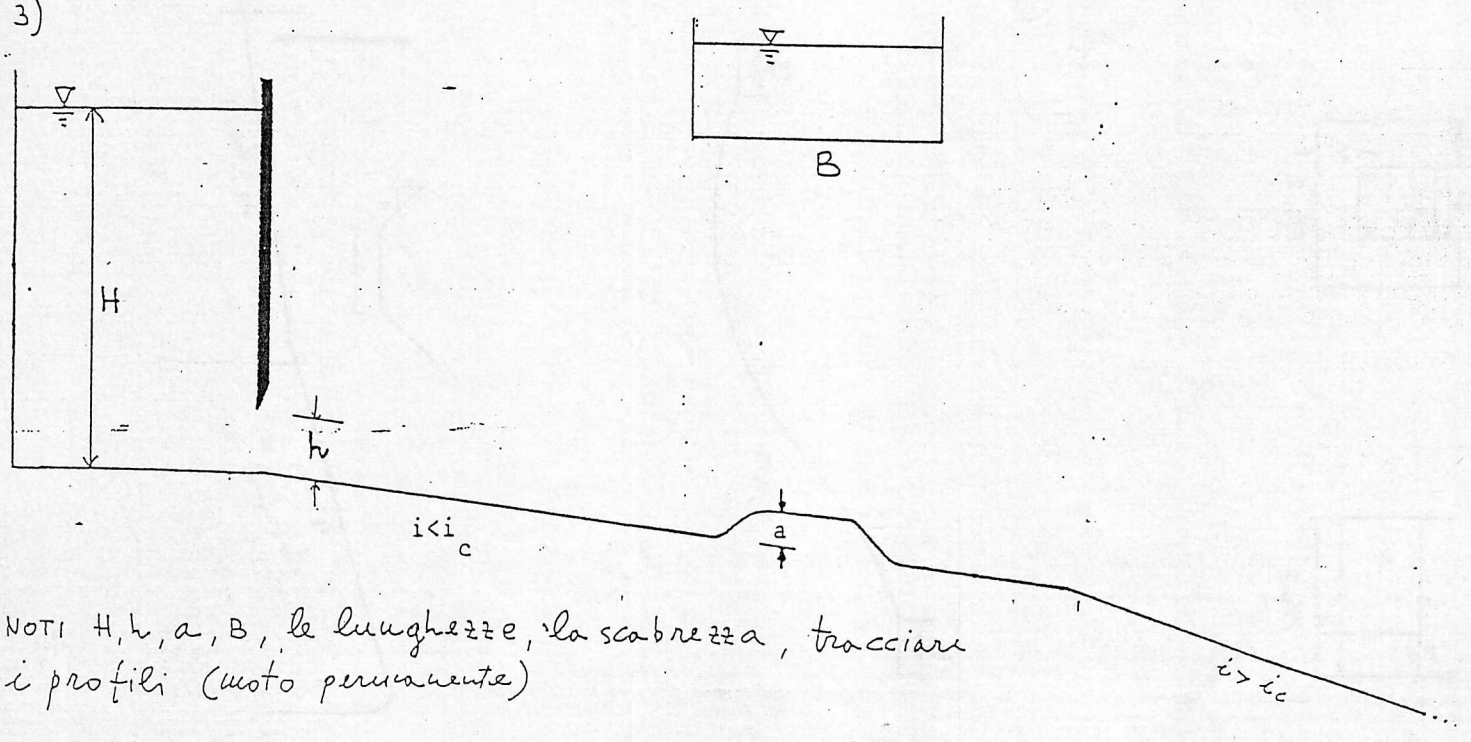 3)
B
H
h
a
i<i_c
i>i_c
NOTI H, h, a, B, le lunghezze, la scabrezza, tracciare
i profili (moto permanente)